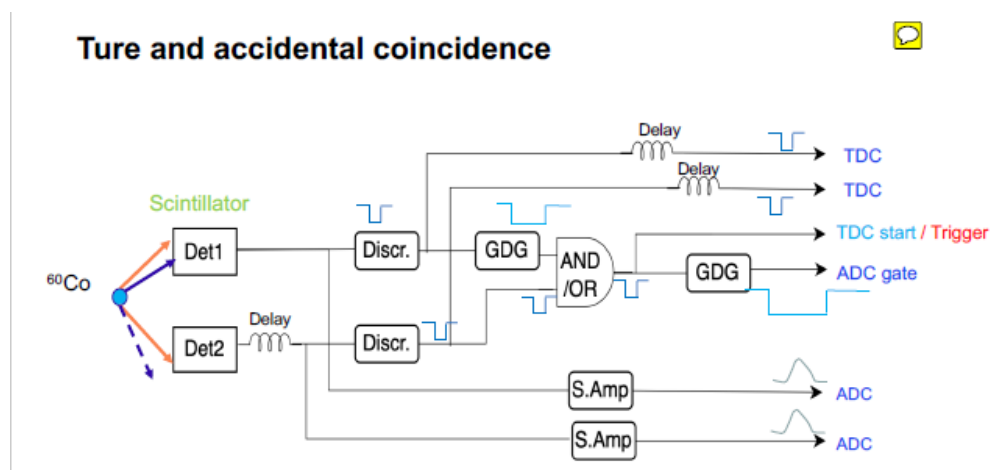 Ture and accidental coincidence
Delay
TDC
Delay
TDC
Scintillator
TDC start / Trigger
Det1
Discr.
GDG
AND
/OR
GDG
ADC gate
⁶⁰Co
Delay
Det2
Discr.
S.Amp
ADC
S.Amp
ADC